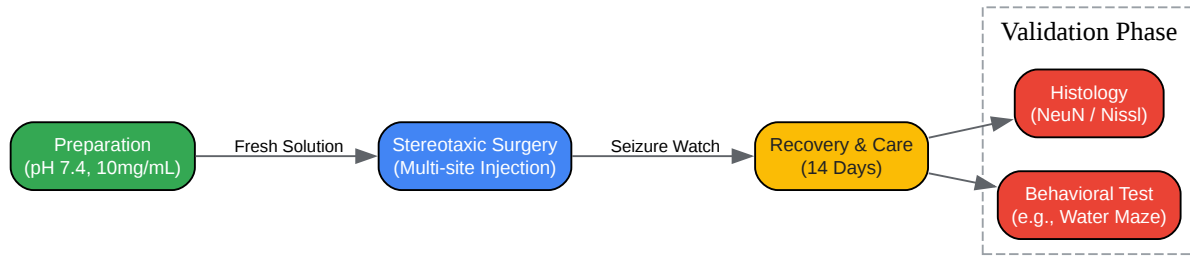 Preparation
(pH 7.4, 10mg/mL)
Fresh Solution
Stereotaxic Surgery
(Multi-site Injection)
Seizure Watch
Recovery & Care
(14 Days)
Validation Phase
Histology
(NeuN / Nissl)
Behavioral Test
(e.g., Water Maze)